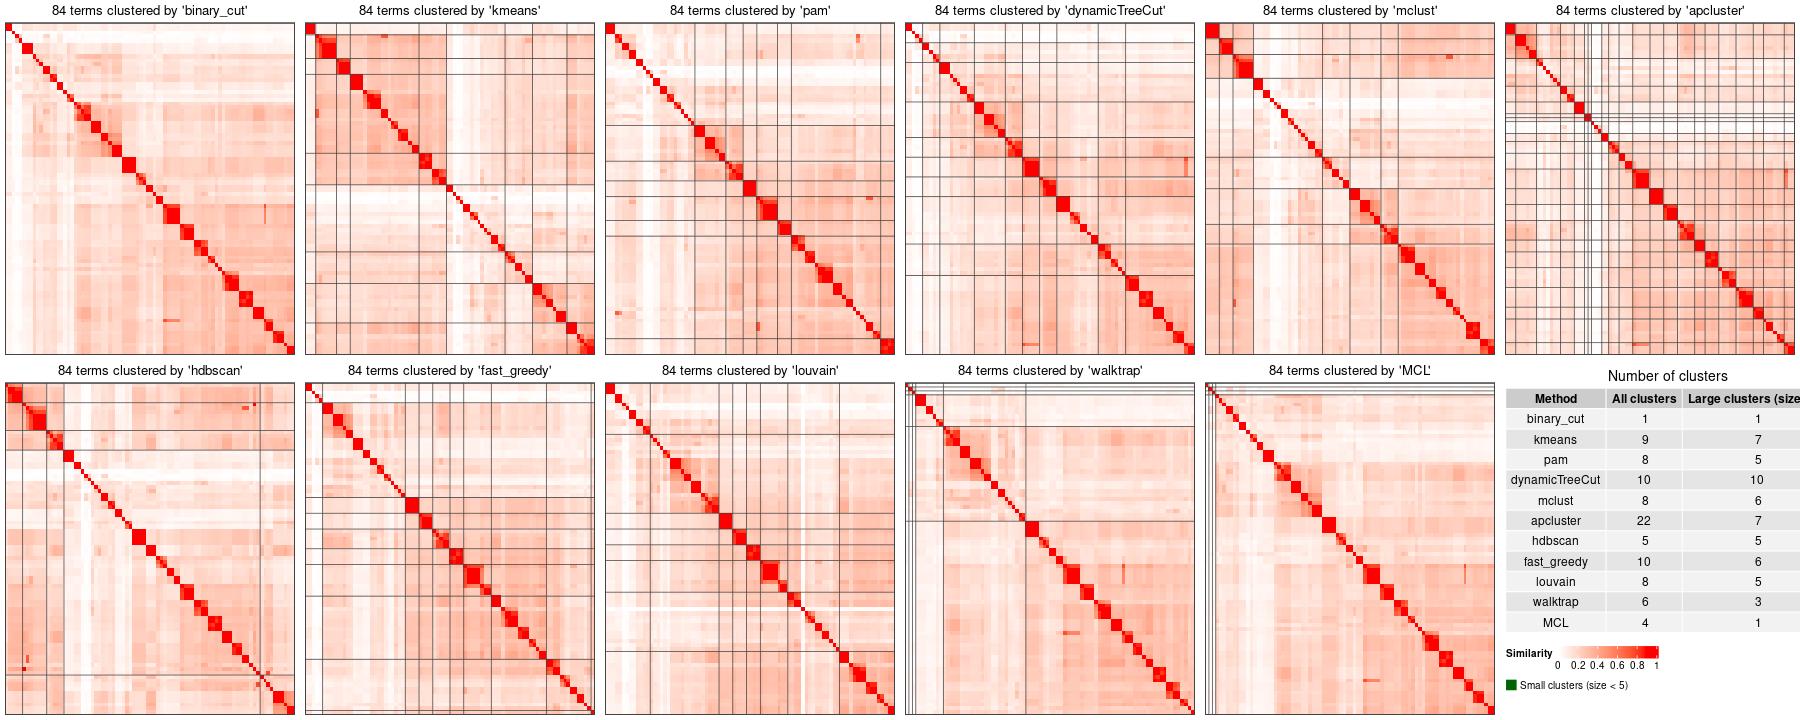 84 terms clustered by 'binary_cut'
84 terms clustered by 'kmeans'
84 terms clustered by 'pam'
84 terms clustered by 'dynamicTreeCut'
84 terms clustered by 'mclust'
84 terms clustered by 'apcluster'
84 terms clustered by 'hdbscan'
84 terms clustered by 'fast_greedy'
84 terms clustered by 'louvain'
84 terms clustered by 'walktrap'
84 terms clustered by 'MCL'
Number of clusters
Method All clusters Large clusters (size
binary_cut 1 1
kmeans 9 7
pam 8 5
dynamicTreeCut 10 10
mclust 8 6
apcluster 22 7
hdbscan 5 5
fast_greedy 10 6
louvain 8 5
walktrap 6 3
MCL 4 1
Similarity
0 0.2 0.4 0.6 0.8 1
Small clusters (size < 5)